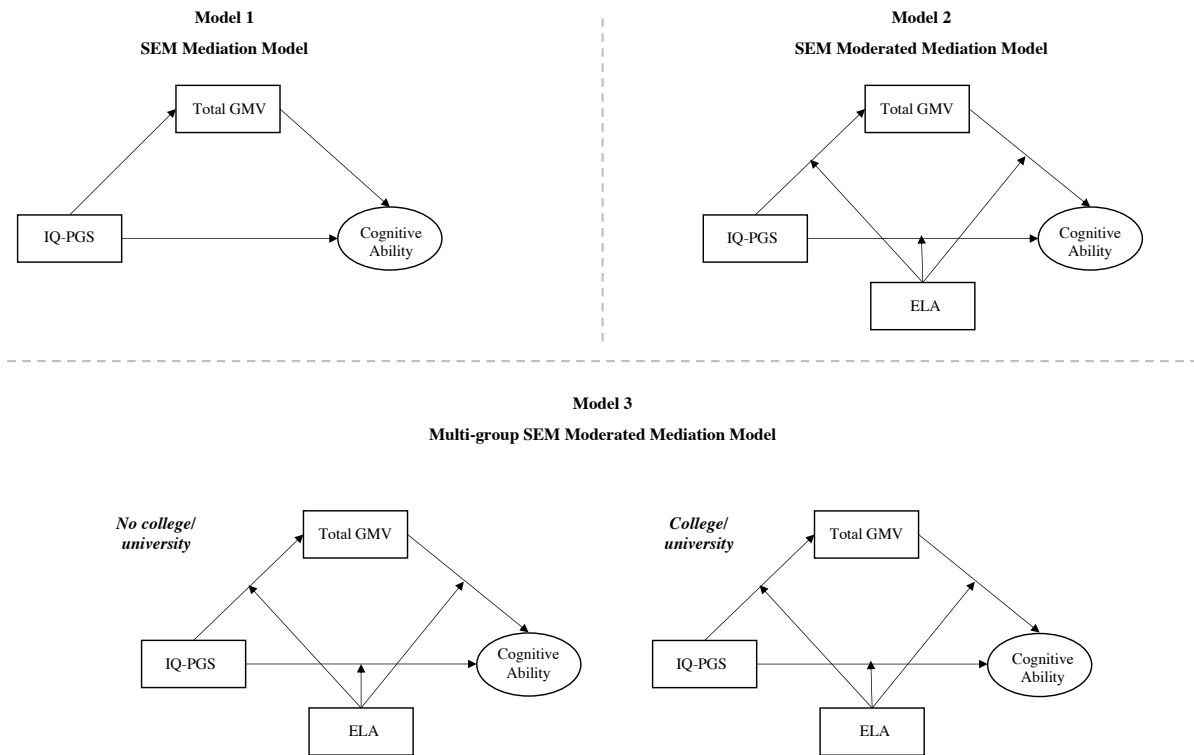 Model 1
SEM Mediation Model
Total GMV
IQ-PGS
Cognitive
Ability
Model 2
SEM Moderated Mediation Model
Total GMV
IQ-PGS
Cognitive
Ability
ELA
Model 3
Multi-group SEM Moderated Mediation Model
No college/
university
Total GMV
IQ-PGS
Cognitive
Ability
ELA
College/
university
Total GMV
IQ-PGS
Cognitive
Ability
ELA